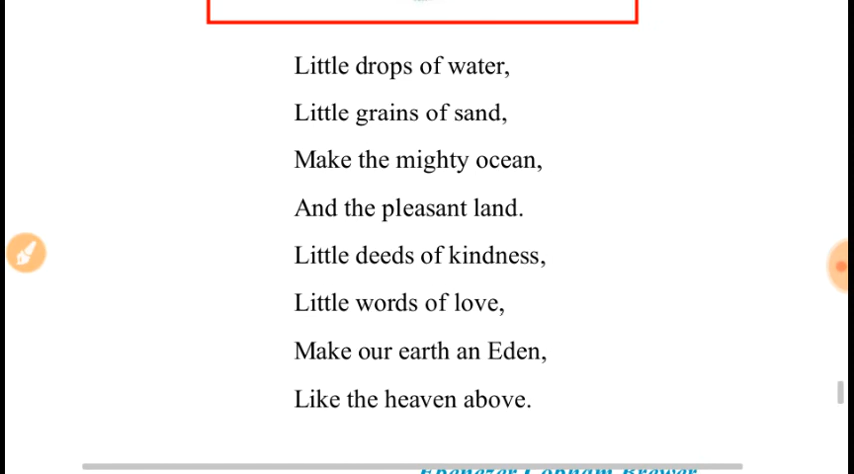 Little drops of water,
Little grains of sand,
Make the mighty ocean,
And the pleasant land.
Little deeds of kindness,
Little words of love,
Make our earth an Eden,
Like the heaven above.